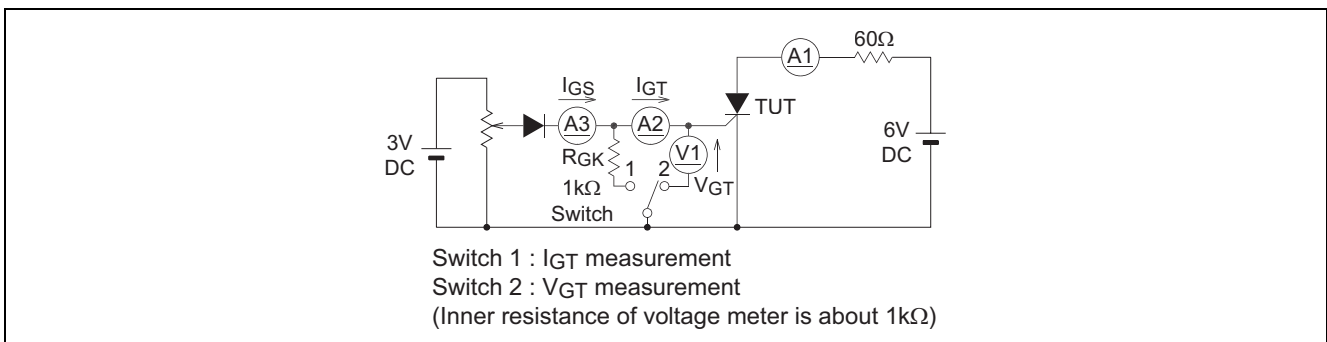 60Ω
A1
IGS
IGT
TUT
A3
A2
3V
DC
6V
DC
RGK
1
2
V1
1kΩ
VGT
Switch
Switch 1 : IGT measurement
Switch 2 : VGT measurement
(Inner resistance of voltage meter is about 1kΩ)